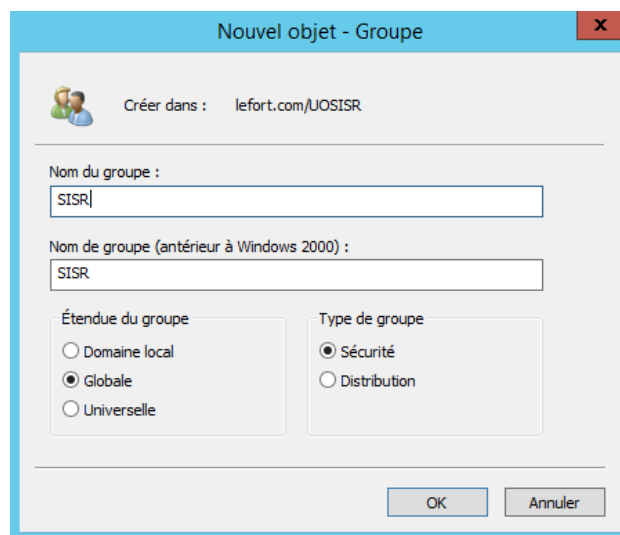 Nouvel objet - Groupe
x
Créer dans : lefort.com/UOSISR
Nom du groupe :
SISR
Nom de groupe (antérieur à Windows 2000) :
SISR
Étendue du groupe
Domaine local
Globale
Universelle
Type de groupe
Sécurité
Distribution
OK Annuler